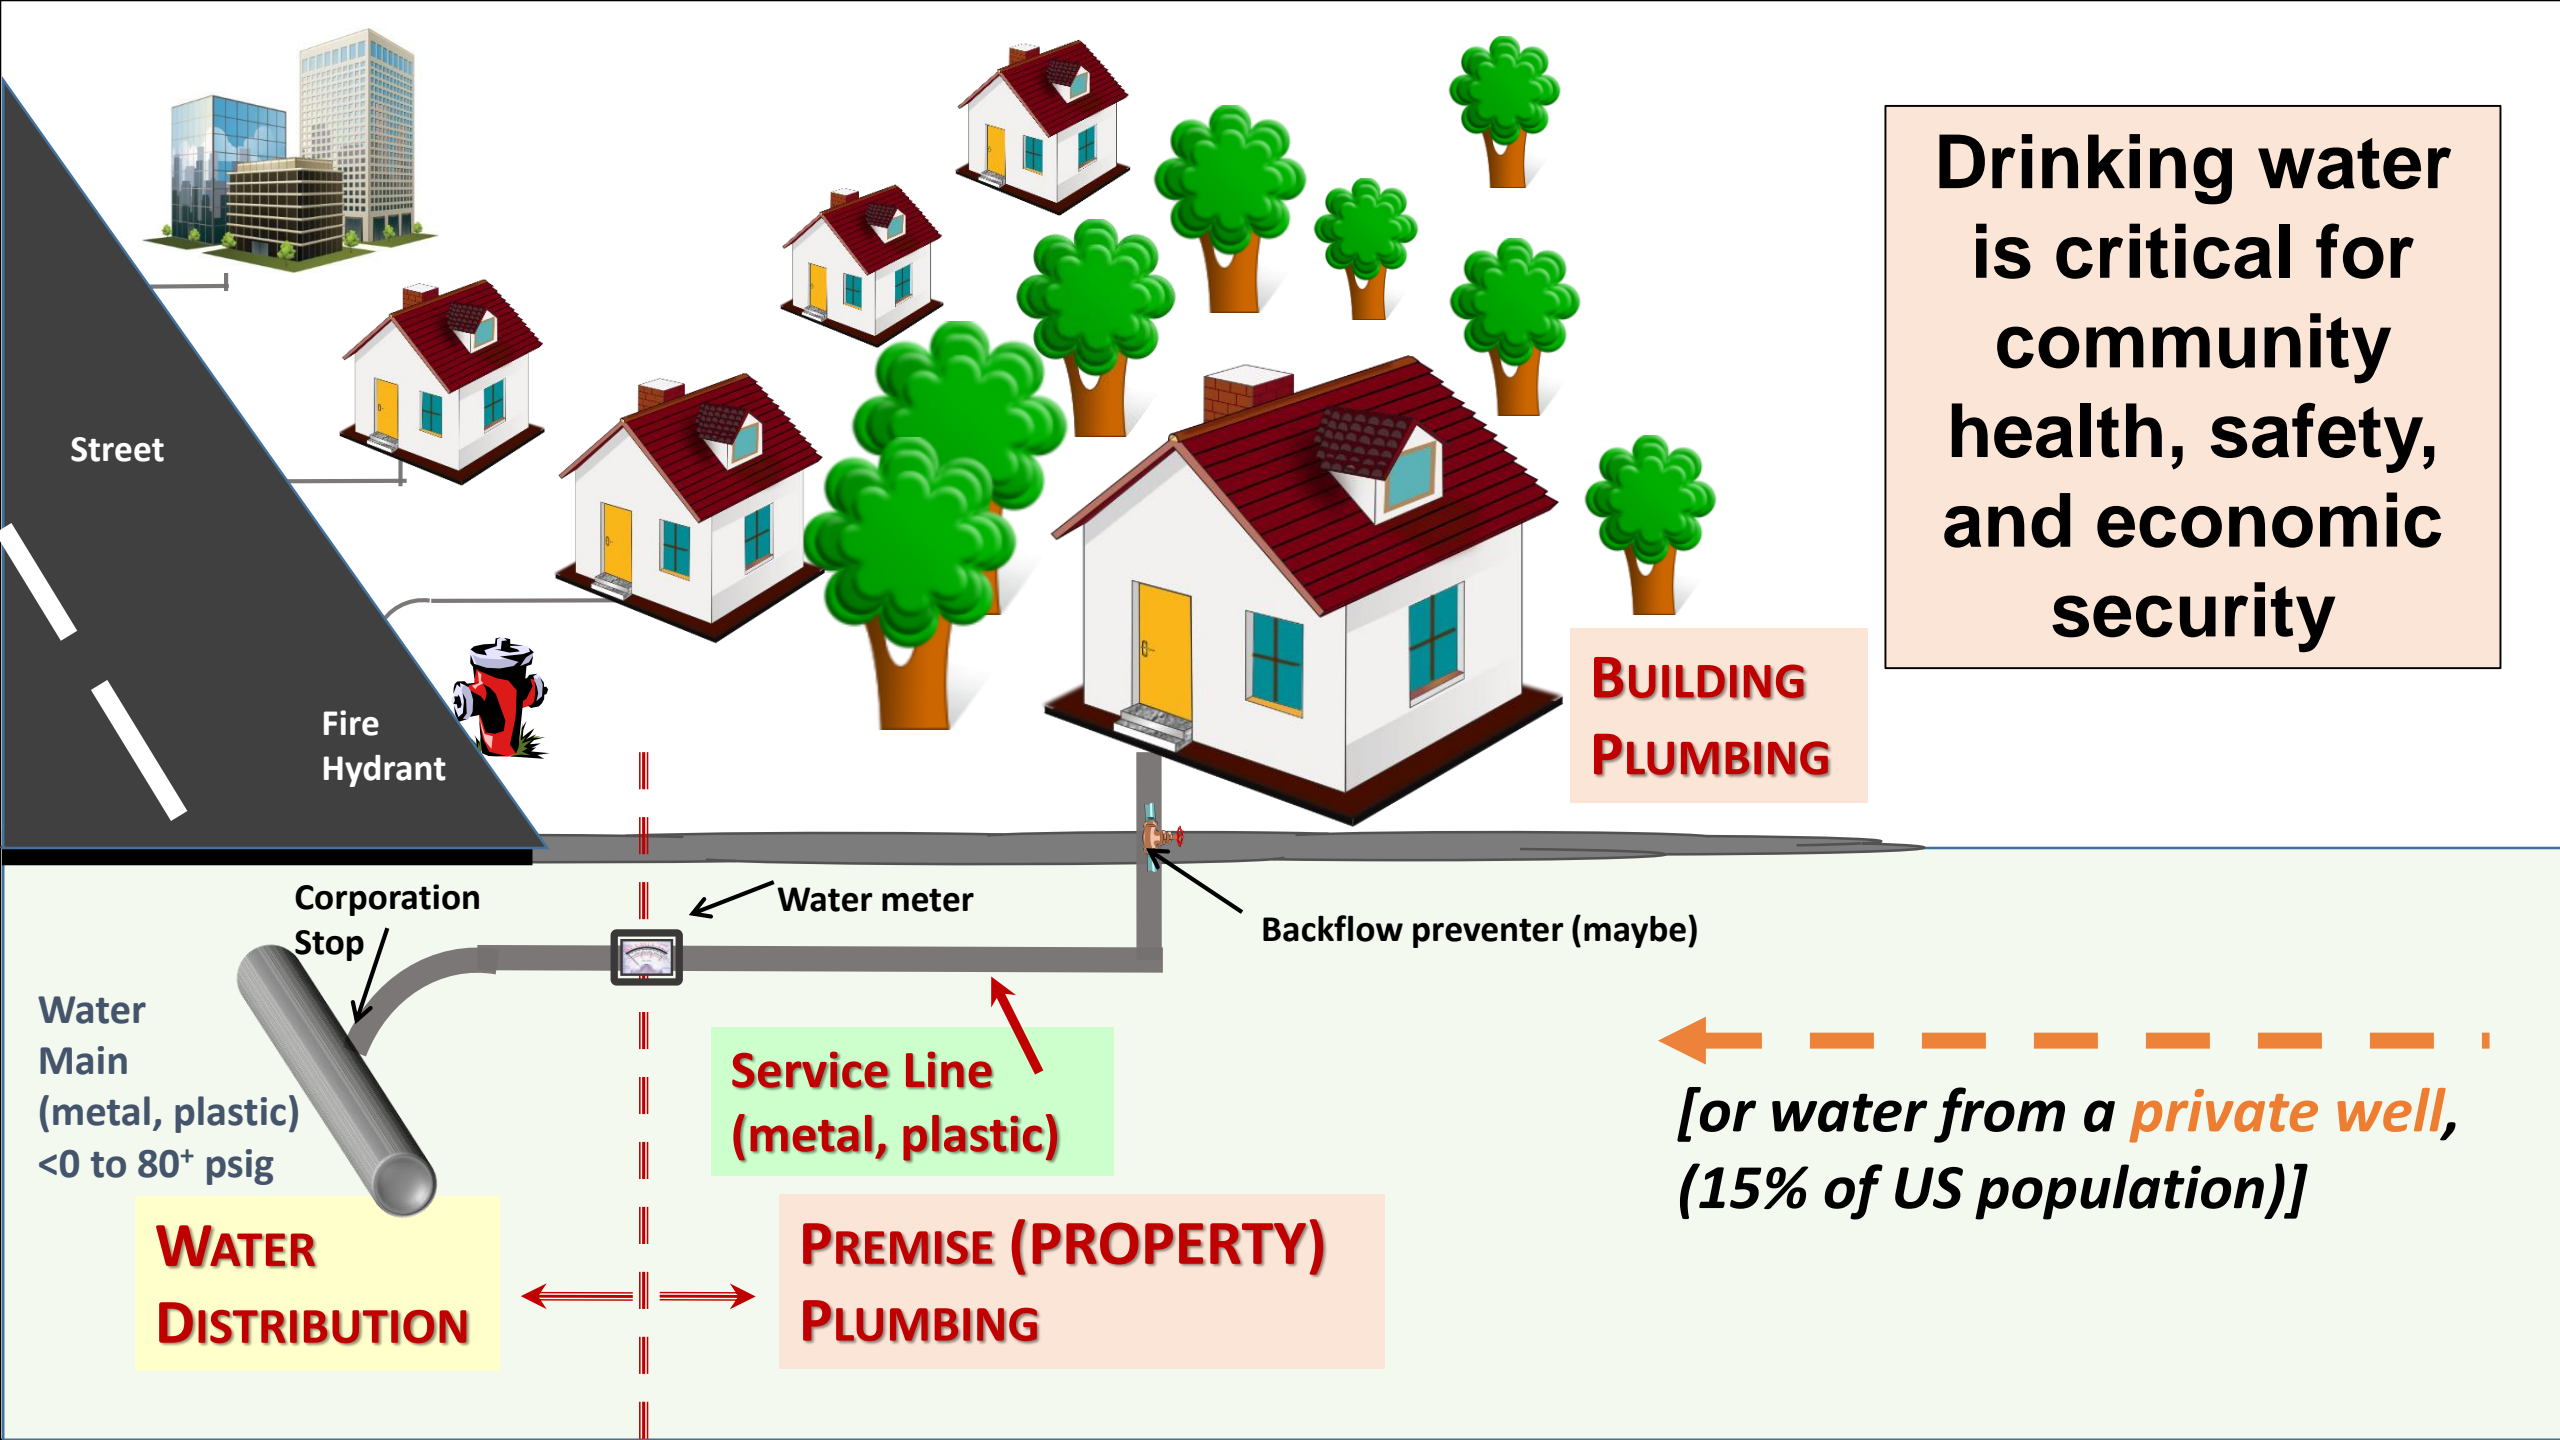 Drinking water
is critical for
community
health, safety,
and economic
security
Street
Fire
Hydrant
BUILDING
PLUMBING
Corporation
Stop
Water meter
Backflow preventer (maybe)
Water
Main
(metal, plastic)
<0 to 80+ psig
Service Line
(metal, plastic)
[or water from a private well,
(15% of US population)]
WATER
DISTRIBUTION
PREMISE (PROPERTY)
PLUMBING